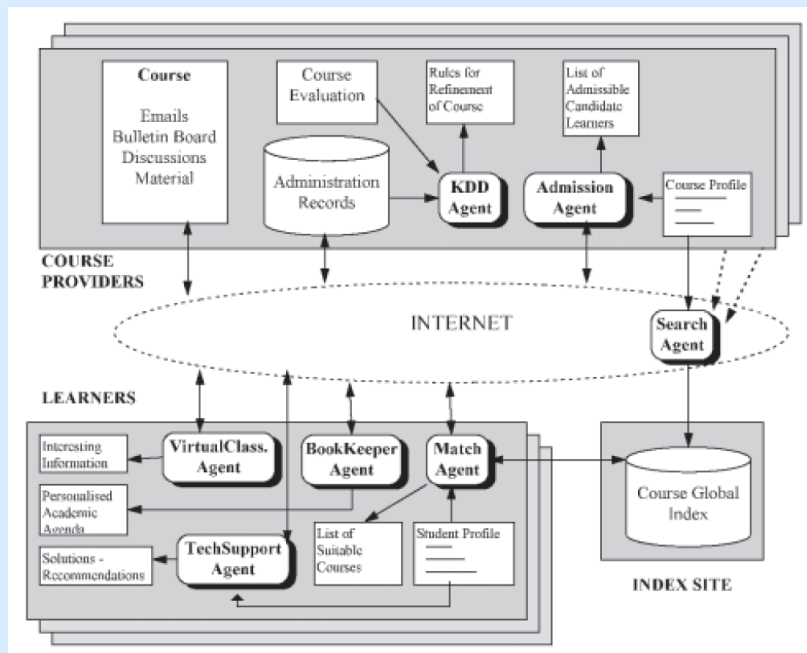 Course
Emails
Bulletin Board
Discussions
Material
Course
Evaluation
Rules for
Refinement
of Course
List of
Admissible
Candidate
Learners
Administration
Records
KDD
Agent
Admission
Agent
Course Profile
COURSE
PROVIDERS
INTERNET
Search
Agent
LEARNERS
Interesting
Information
VirtualClass.
Agent
BookKeeper
Agent
Match
Agent
Personalised
Academic
Agenda
Solutions -
Recommendations
TechSupport
Agent
List of
Suitable
Courses
Student Profile
Course Global
Index
INDEX SITE